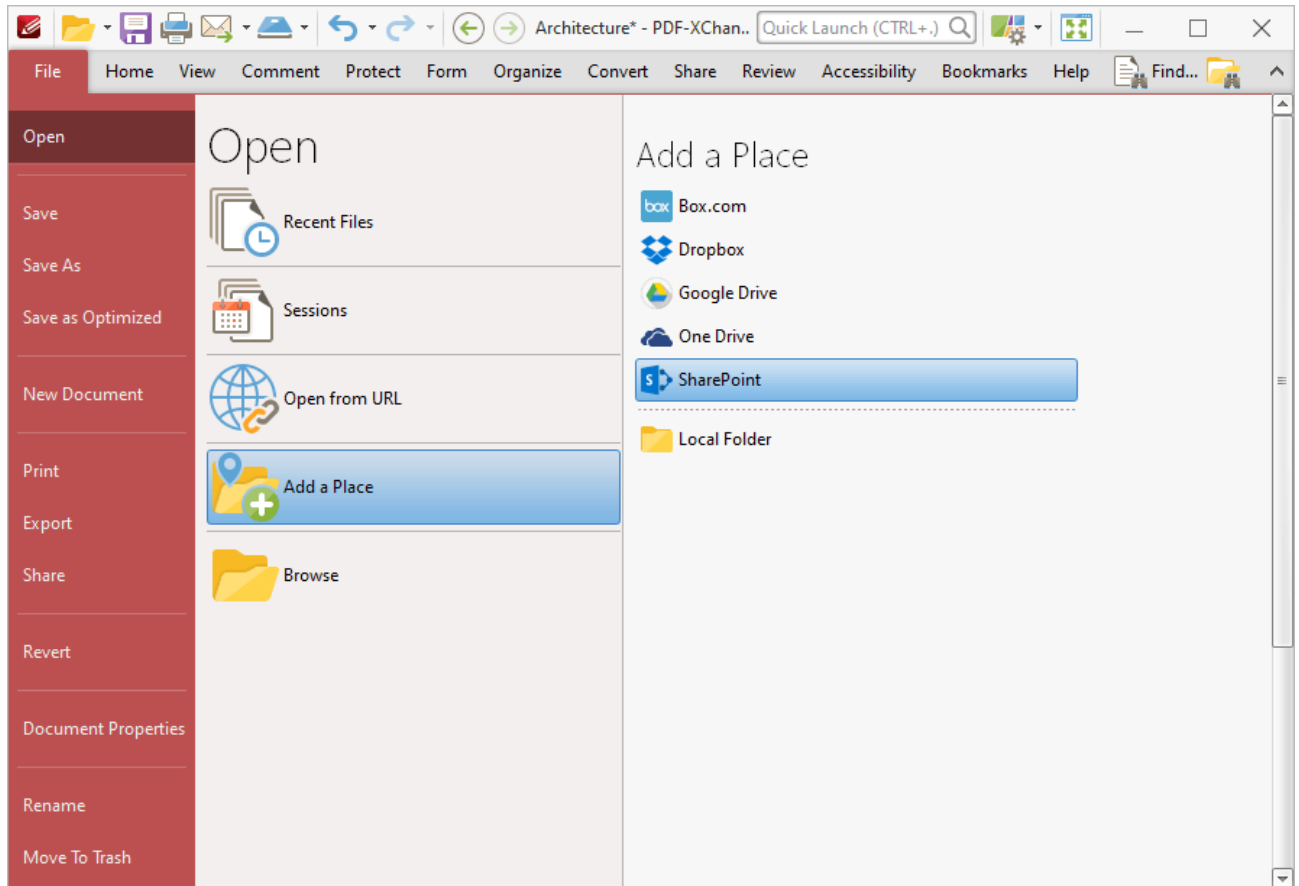 Architecture* - PDF-XChan.. Quick Launch (CTRL+.)
File Home View Comment Protect Form Organize Convert Share Review Accessibility Bookmarks Help Find...
Open
Save
Save As
Save as Optimized
New Document
Print
Export
Share
Revert
Document Properties
Rename
Move To Trash
Open
Recent Files
Sessions
Open from URL
Add a Place
Browse
Add a Place
box Box.com
Dropbox
Google Drive
One Drive
S SharePoint
Local Folder